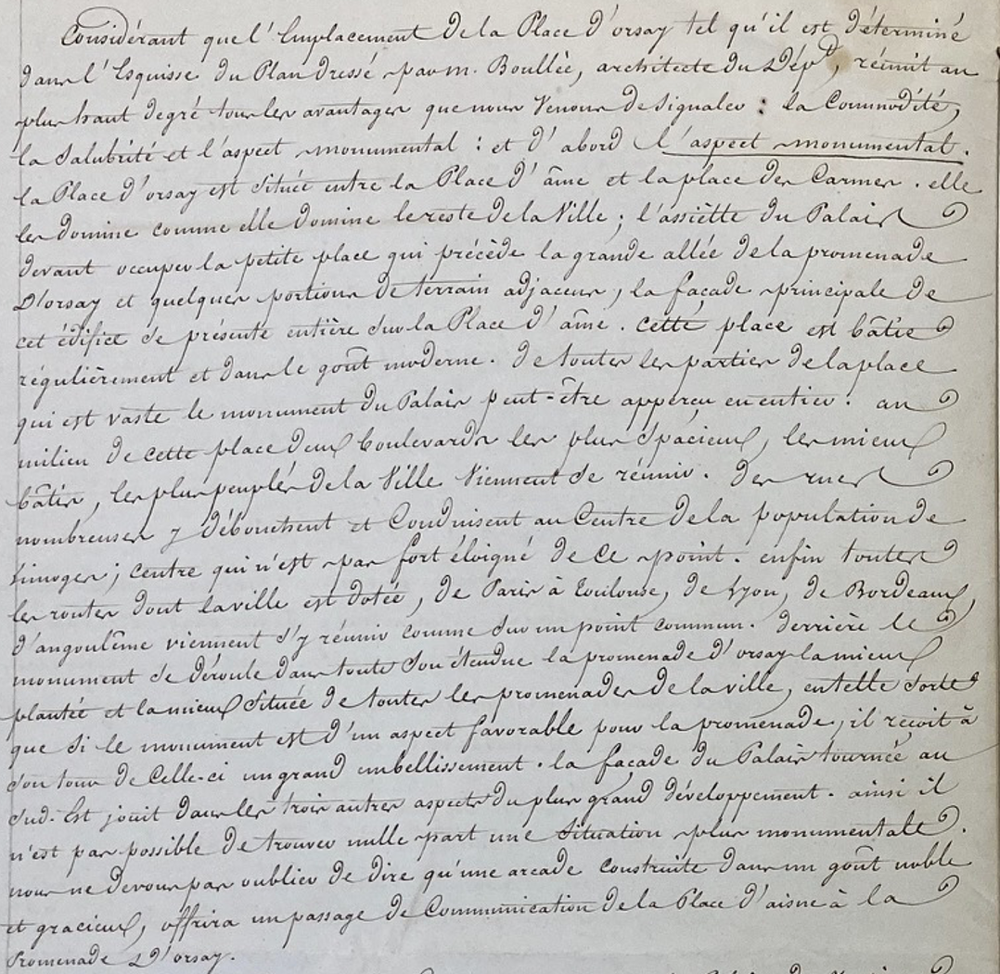 Considérant que l'Emplacement de la Place d'orsay tel qu'il est déterminé
dans l'Esquisse du Plan dressé par m. Boullée, architecte du Dépt, réunit au
plus haut degré tous les avantages que nous Venons de signaler : la Commodité,
la Salubrité et l'aspect monumental : et d'abord l'aspect monumental.
la Place d'orsay est située entre la Place d'âine et la place des Carmes. elle
les domine comme elle domine le reste de la Ville ; l'assiette du Palais
devant occuper la petite place qui précède la grande allée de la promenade
D'orsay et quelques portions de terrain adjacens, la façade principale de
cet édifice se présente entière sur la Place d'âine. cette place est bâtie
régulièrement et dans le goût moderne. de toutes les parties de la place
qui est vaste le monument du Palais peut-être apperçu en entier. au
milieu de cette place deux boulevards les plus spacieux, les mieux
bâtis, les plus peuplés de la Ville Viennent se réunir. des rues
nombreuses y débouchent et Conduisent au Centre de la population de
Limoges ; centre qui n'est pas fort éloigné de ce point. enfin toutes
les routes dont la ville est dotée, de Paris à Toulouse, de Lyon, de Bordeaux,
d'angoulême viennent s'y réunir comme sur un point commun. derrière le
monument se déroule dans toute son étendue la promenade d'orsay la mieux
plantée et la mieux située de toutes les promenades de la ville, en telle sorte
que si le monument est d'un aspect favorable pour la promenade, il reçoit à
son tour de Celle-ci un grand embellissement. la façade du Palais tournée au
sud-Est jouit dans les trois autres aspects du plus grand développement. ainsi il
n'est pas possible de trouver nulle part une situation plus monumentale.
nous ne devons pas oublier de dire qu'une arcade construite dans un goût noble
et gracieux, offrira un passage de Communication de la Place d'aisne à la
Promenade D'orsay.